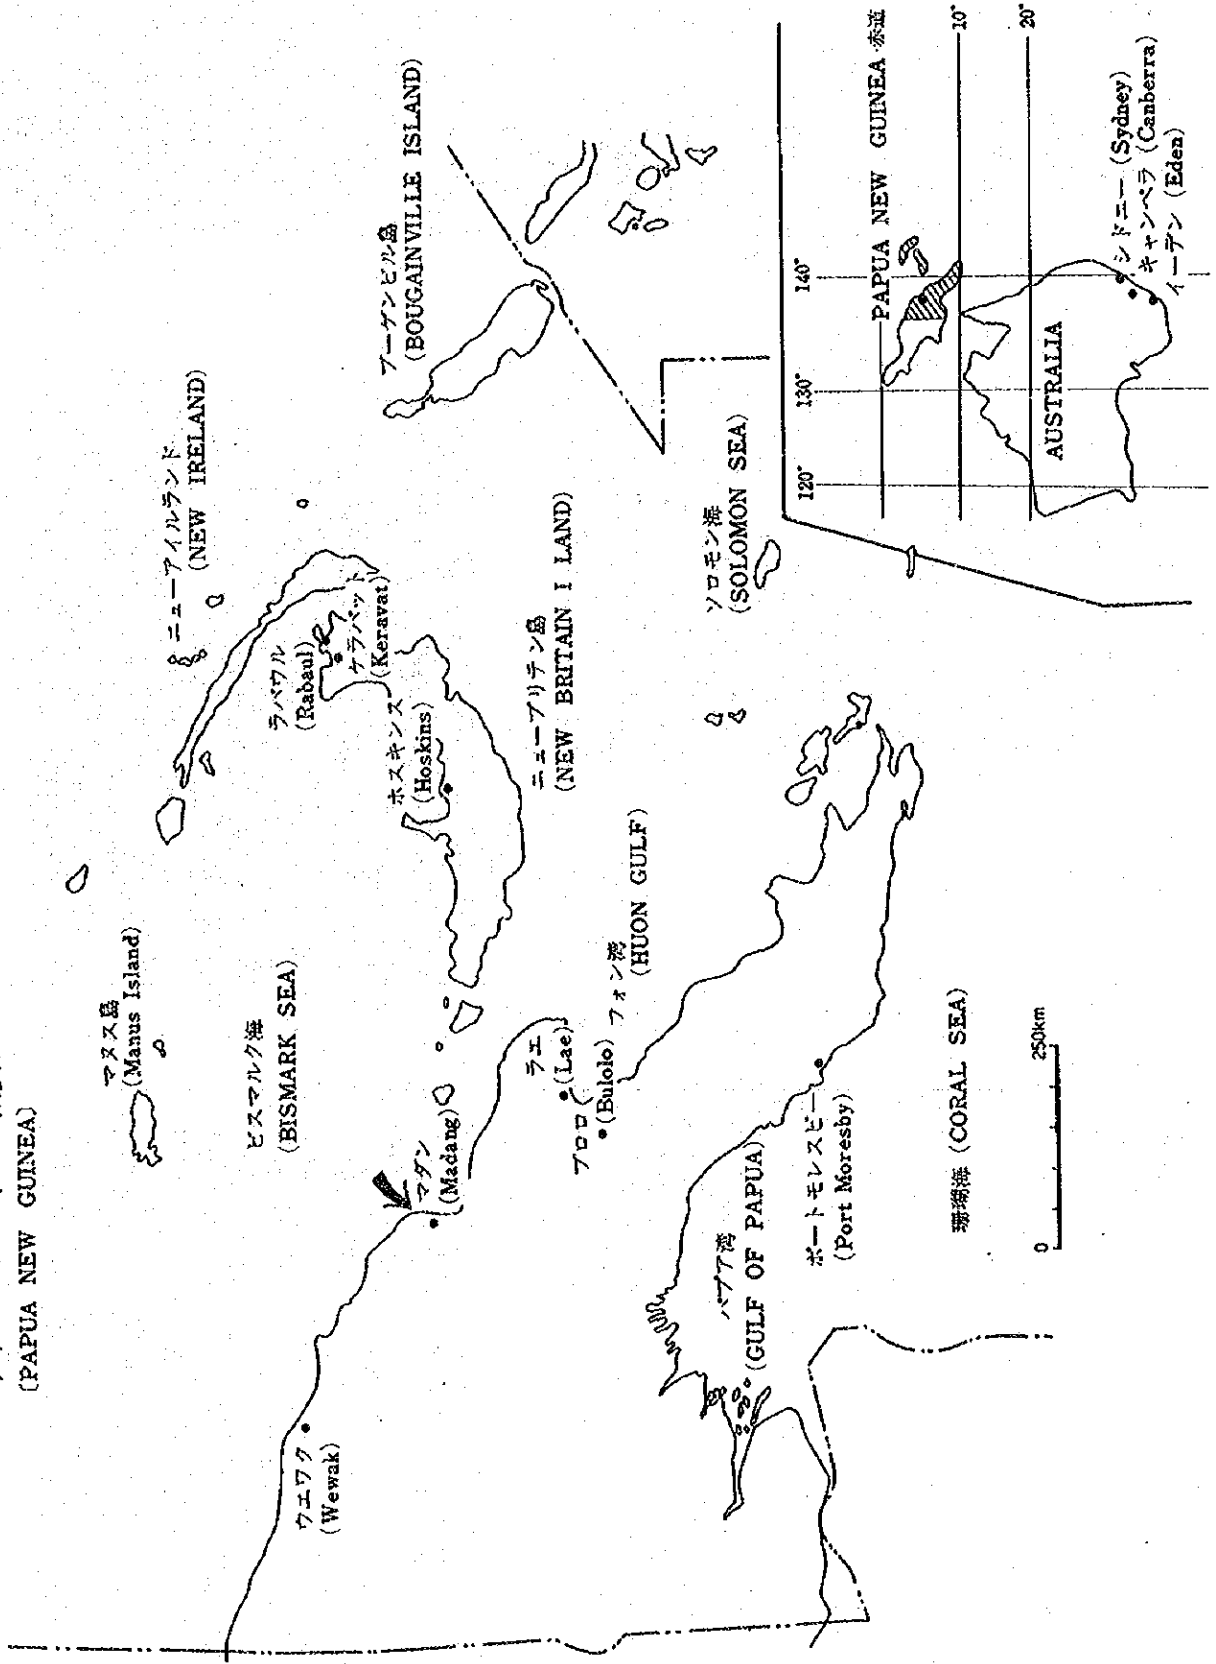 (PAPUA NEW GUINEA)
マヌス島
(Manus Island)
ビスマルク海
(BISMARK SEA)
ニューアイルランド
(NEW IRELAND)
ブーゲンビル島
(BOUGAINVILLE ISLAND)
ラバウル
(Rabaul)
ケラバット
(Keravat)
ホスキンズ
(Hoskins)
ニューブリテン島
(NEW BRITAIN I LAND)
ウエワク
(Wewak)
マダン
(Madang)
ラエ
(Lae)
ブロロ
(Bulolo)
フォン湾
(HUON GULF)
ソロモン海
(SOLOMON SEA)
パプア湾
(GULF OF PAPUA)
ポートモレスビー
(Port Moresby)
珊瑚海 (CORAL SEA)
0 250km
120° 130° 140°
PAPUA NEW GUINEA 赤道
10°
20°
AUSTRALIA
シドニー (Sydney)
キャンベラ (Canberra)
イーデン (Eden)